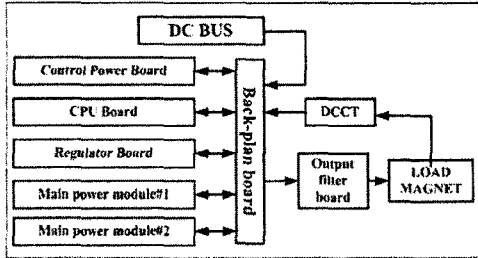 DC BUS
Control Power Board
CPU Board
Regulator Board
Main power module#1
Main power module#2
Back-plan board
DCCT
Output
filter
board
LOAD
MAGNET